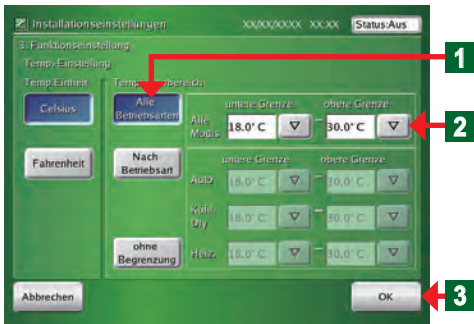 Installationseinstellungen XX/XX/XXXX XX:XX Status:Aus
3. Funktionseinstellung
Temp.-Einstellung
Temp.Einheit Temp. bereich
Celsius Alle Betriebsarten untere Grenze obere Grenze
Alle Modis 18.0°C – 30.0°C
Fahrenheit Nach Betriebsart untere Grenze obere Grenze
Auto 18.0°C – 30.0°C
Kühl. Dry 18.0°C – 30.0°C
ohne Begrenzung Heiz. 18.0°C – 30.0°C
Abbrechen OK
1
2
3